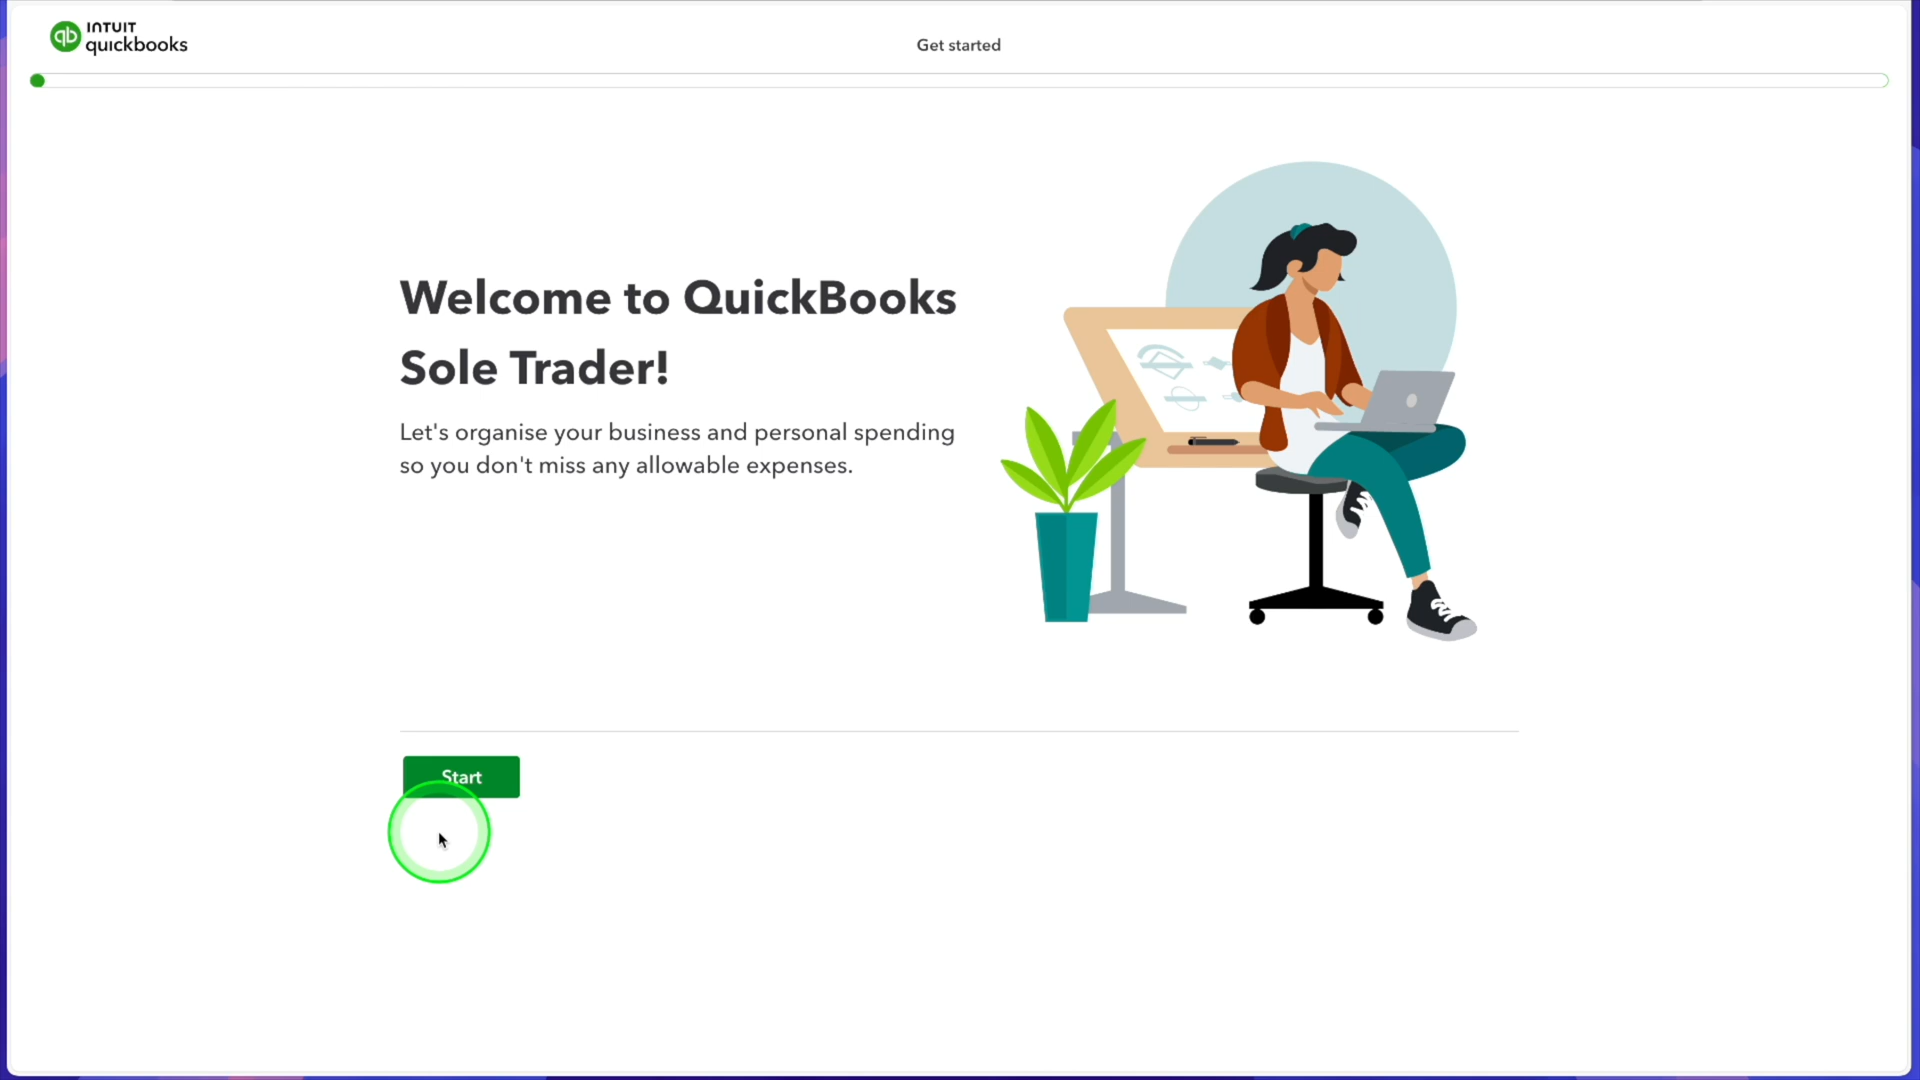 INTUIT
quickbooks
Get started
Welcome to QuickBooks
Sole Trader!
Let's organise your business and personal spending
so you don't miss any allowable expenses.
Start